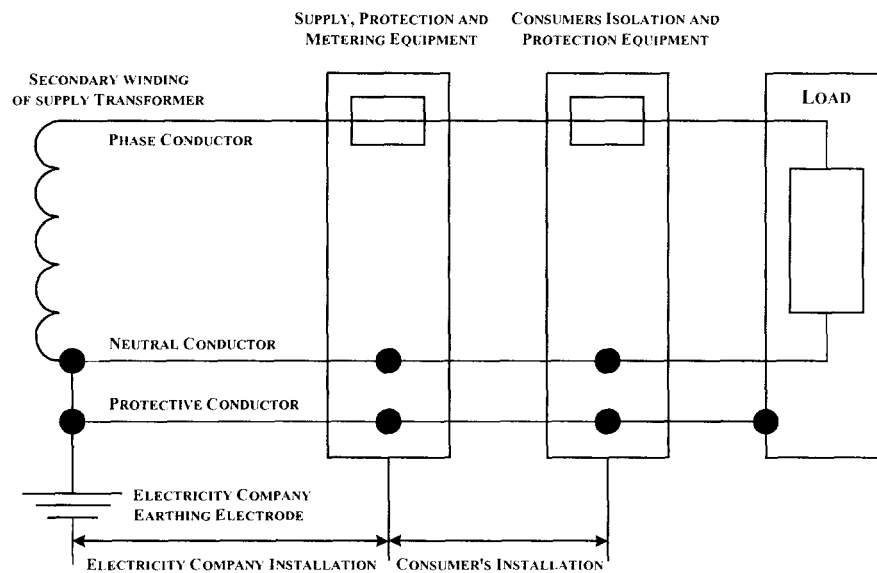 SUPPLY, PROTECTION AND
METERING EQUIPMENT
CONSUMERS ISOLATION AND
PROTECTION EQUIPMENT
SECONDARY WINDING
OF SUPPLY TRANSFORMER
LOAD
PHASE CONDUCTOR
NEUTRAL CONDUCTOR
PROTECTIVE CONDUCTOR
ELECTRICITY COMPANY
EARTHING ELECTRODE
ELECTRICITY COMPANY INSTALLATION
CONSUMER'S INSTALLATION